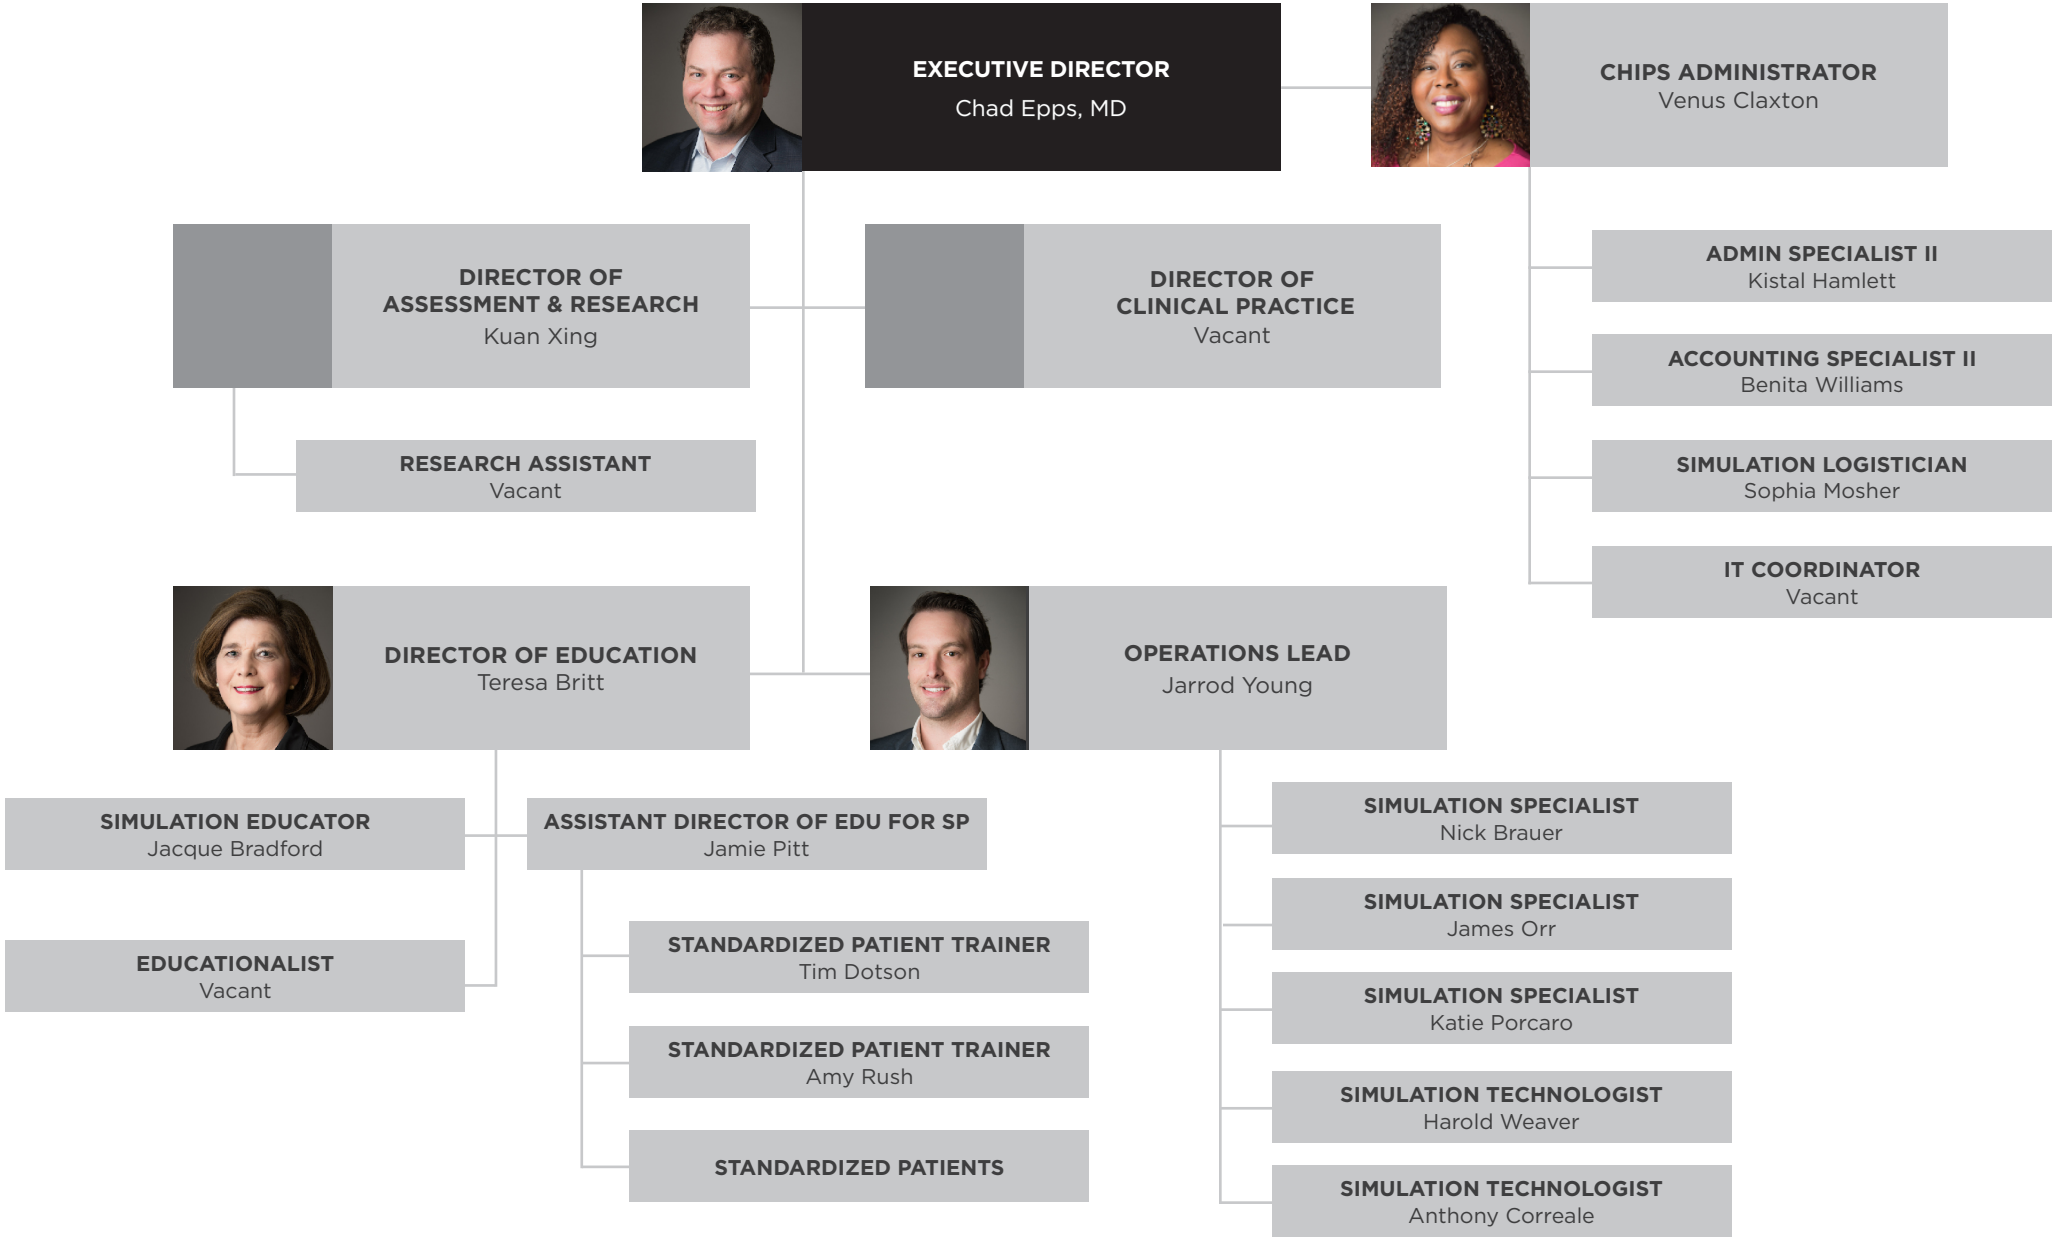 EXECUTIVE DIRECTOR
Chad Epps, MD
CHIPS ADMINISTRATOR
Venus Claxton
DIRECTOR OF
ASSESSMENT & RESEARCH
Kuan Xing
DIRECTOR OF
CLINICAL PRACTICE
Vacant
ADMIN SPECIALIST II
Kistal Hamlett
ACCOUNTING SPECIALIST II
Benita Williams
SIMULATION LOGISTICIAN
Sophia Mosher
IT COORDINATOR
Vacant
RESEARCH ASSISTANT
Vacant
DIRECTOR OF EDUCATION
Teresa Britt
OPERATIONS LEAD
Jarrod Young
SIMULATION EDUCATOR
Jacque Bradford
ASSISTANT DIRECTOR OF EDU FOR SP
Jamie Pitt
EDUCATIONALIST
Vacant
STANDARDIZED PATIENT TRAINER
Tim Dotson
STANDARDIZED PATIENT TRAINER
Amy Rush
STANDARDIZED PATIENTS
SIMULATION SPECIALIST
Nick Brauer
SIMULATION SPECIALIST
James Orr
SIMULATION SPECIALIST
Katie Porcaro
SIMULATION TECHNOLOGIST
Harold Weaver
SIMULATION TECHNOLOGIST
Anthony Correale